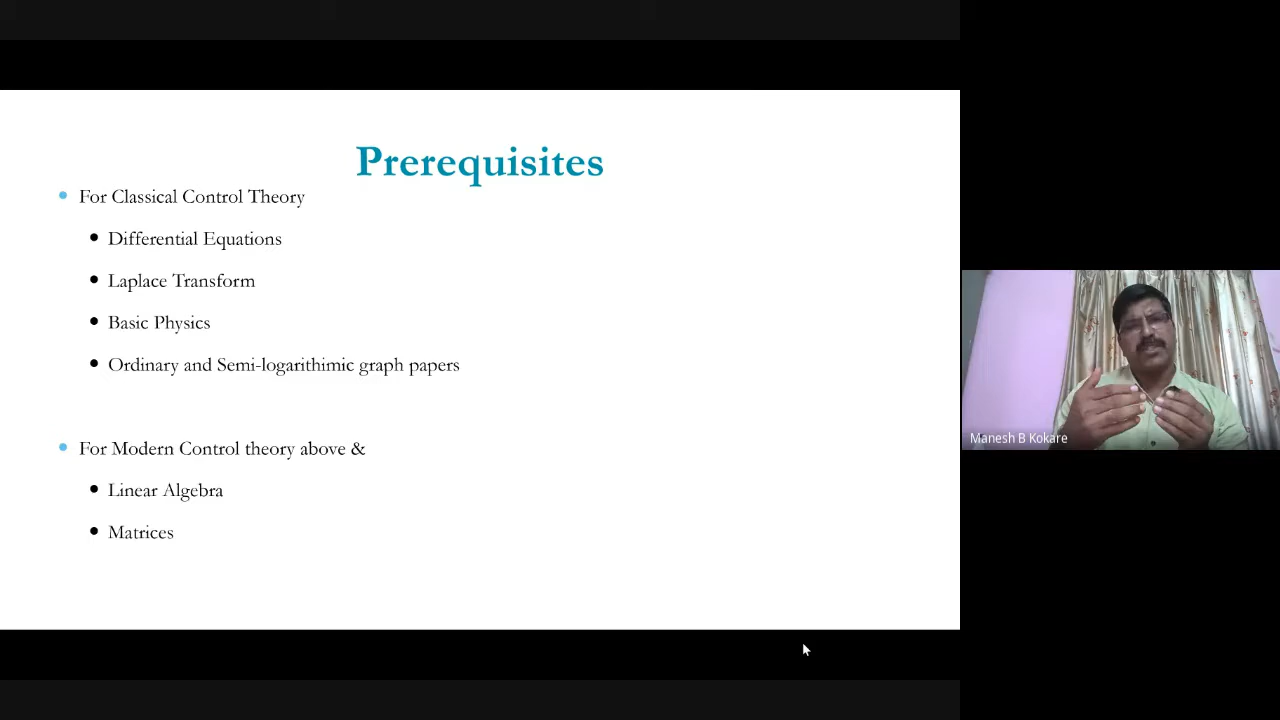 Prerequisites
For Classical Control Theory
Differential Equations
Laplace Transform
Basic Physics
Ordinary and Semi-logarithimic graph papers
For Modern Control theory above &
Linear Algebra
Matrices
Manesh B Kokare